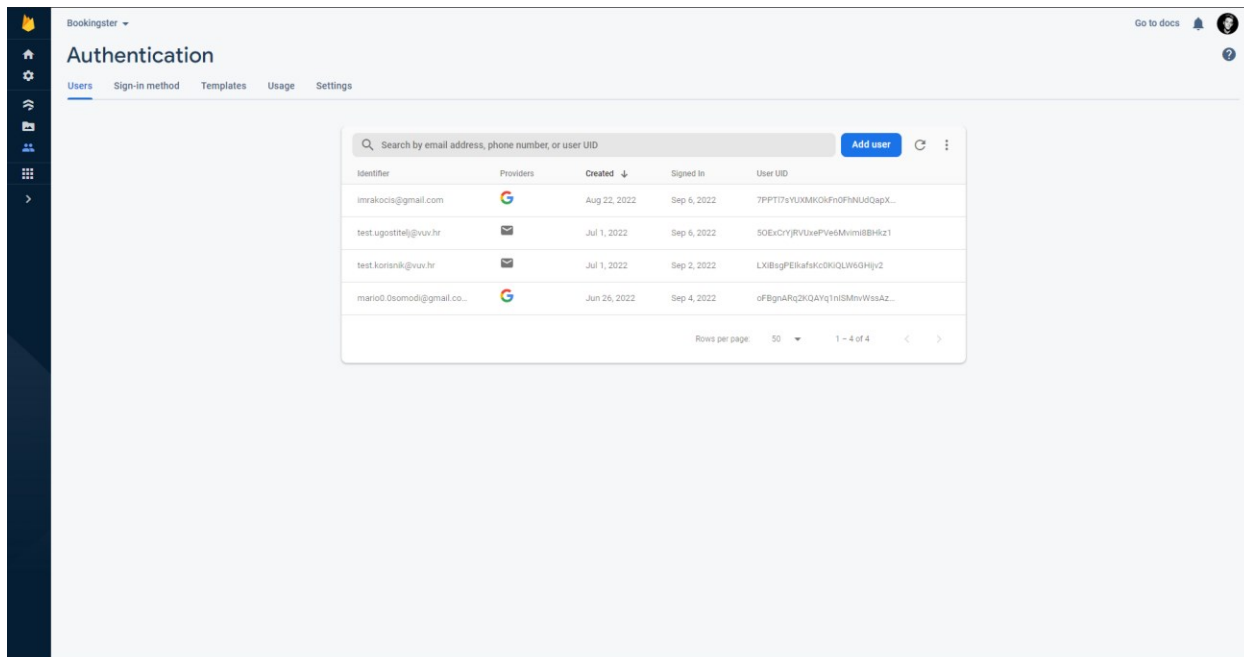 Bookingster
Go to docs
Authentication
Users Sign-in method Templates Usage Settings
Search by email address, phone number, or user UID Add user
Identifier Providers Created Signed In User UID
imrakocis@gmail.com Aug 22, 2022 Sep 6, 2022
test.ugostitelj@vuv.hr Jul 1, 2022 Sep 6, 2022
test.korisnik@vuv.hr Jul 1, 2022 Sep 2, 2022
mario0.0somodi@gmail.co... Jun 26, 2022 Sep 4, 2022
Rows per page: 50 1 – 4 of 4